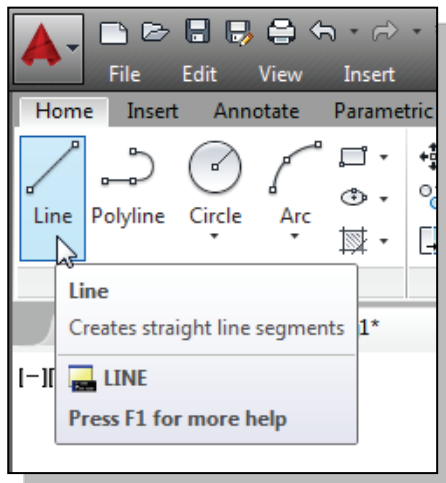 File Edit View Insert
Home Insert Annotate Parametric
Line Polyline Circle Arc
Line
Creates straight line segments
1*
[−][
LINE
Press F1 for more help